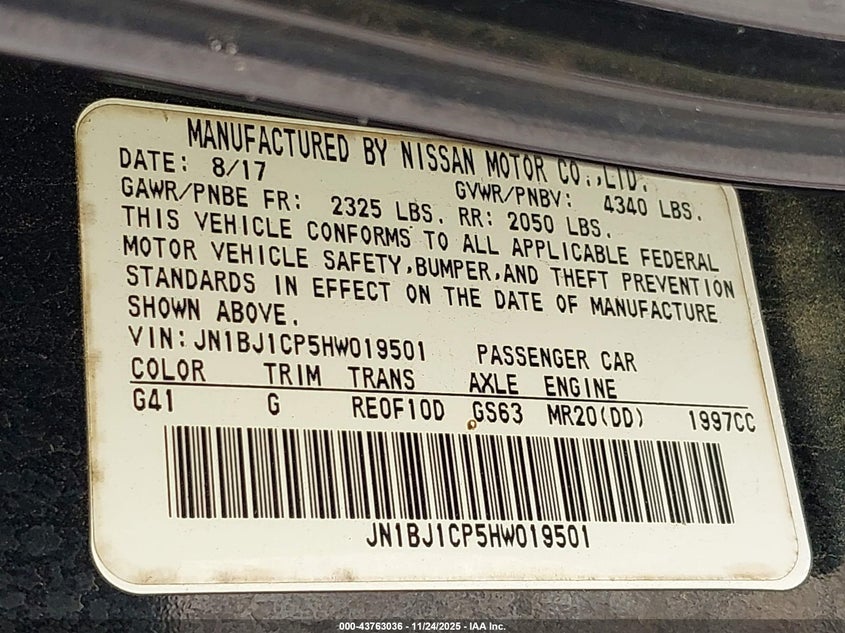 MANUFACTURED BY NISSAN MOTOR CO.,LTD.
DATE: 8/17 GVWR/PNBV: 4340 LBS.
GAWR/PNBE FR: 2325 LBS. RR: 2050 LBS.
THIS VEHICLE CONFORMS TO ALL APPLICABLE FEDERAL
MOTOR VEHICLE SAFETY,BUMPER,AND THEFT PREVENTION
STANDARDS IN EFFECT ON THE DATE OF MANUFACTURE
SHOWN ABOVE.
VIN:JN1BJ1CP5HW019501 PASSENGER CAR
COLOR TRIM TRANS AXLE ENGINE
G41 G RE0F10D GS63 MR20(DD) 1997CC
JN1BJ1CP5HW019501
000-43763036 - 11/24/2025 - IAA Inc.